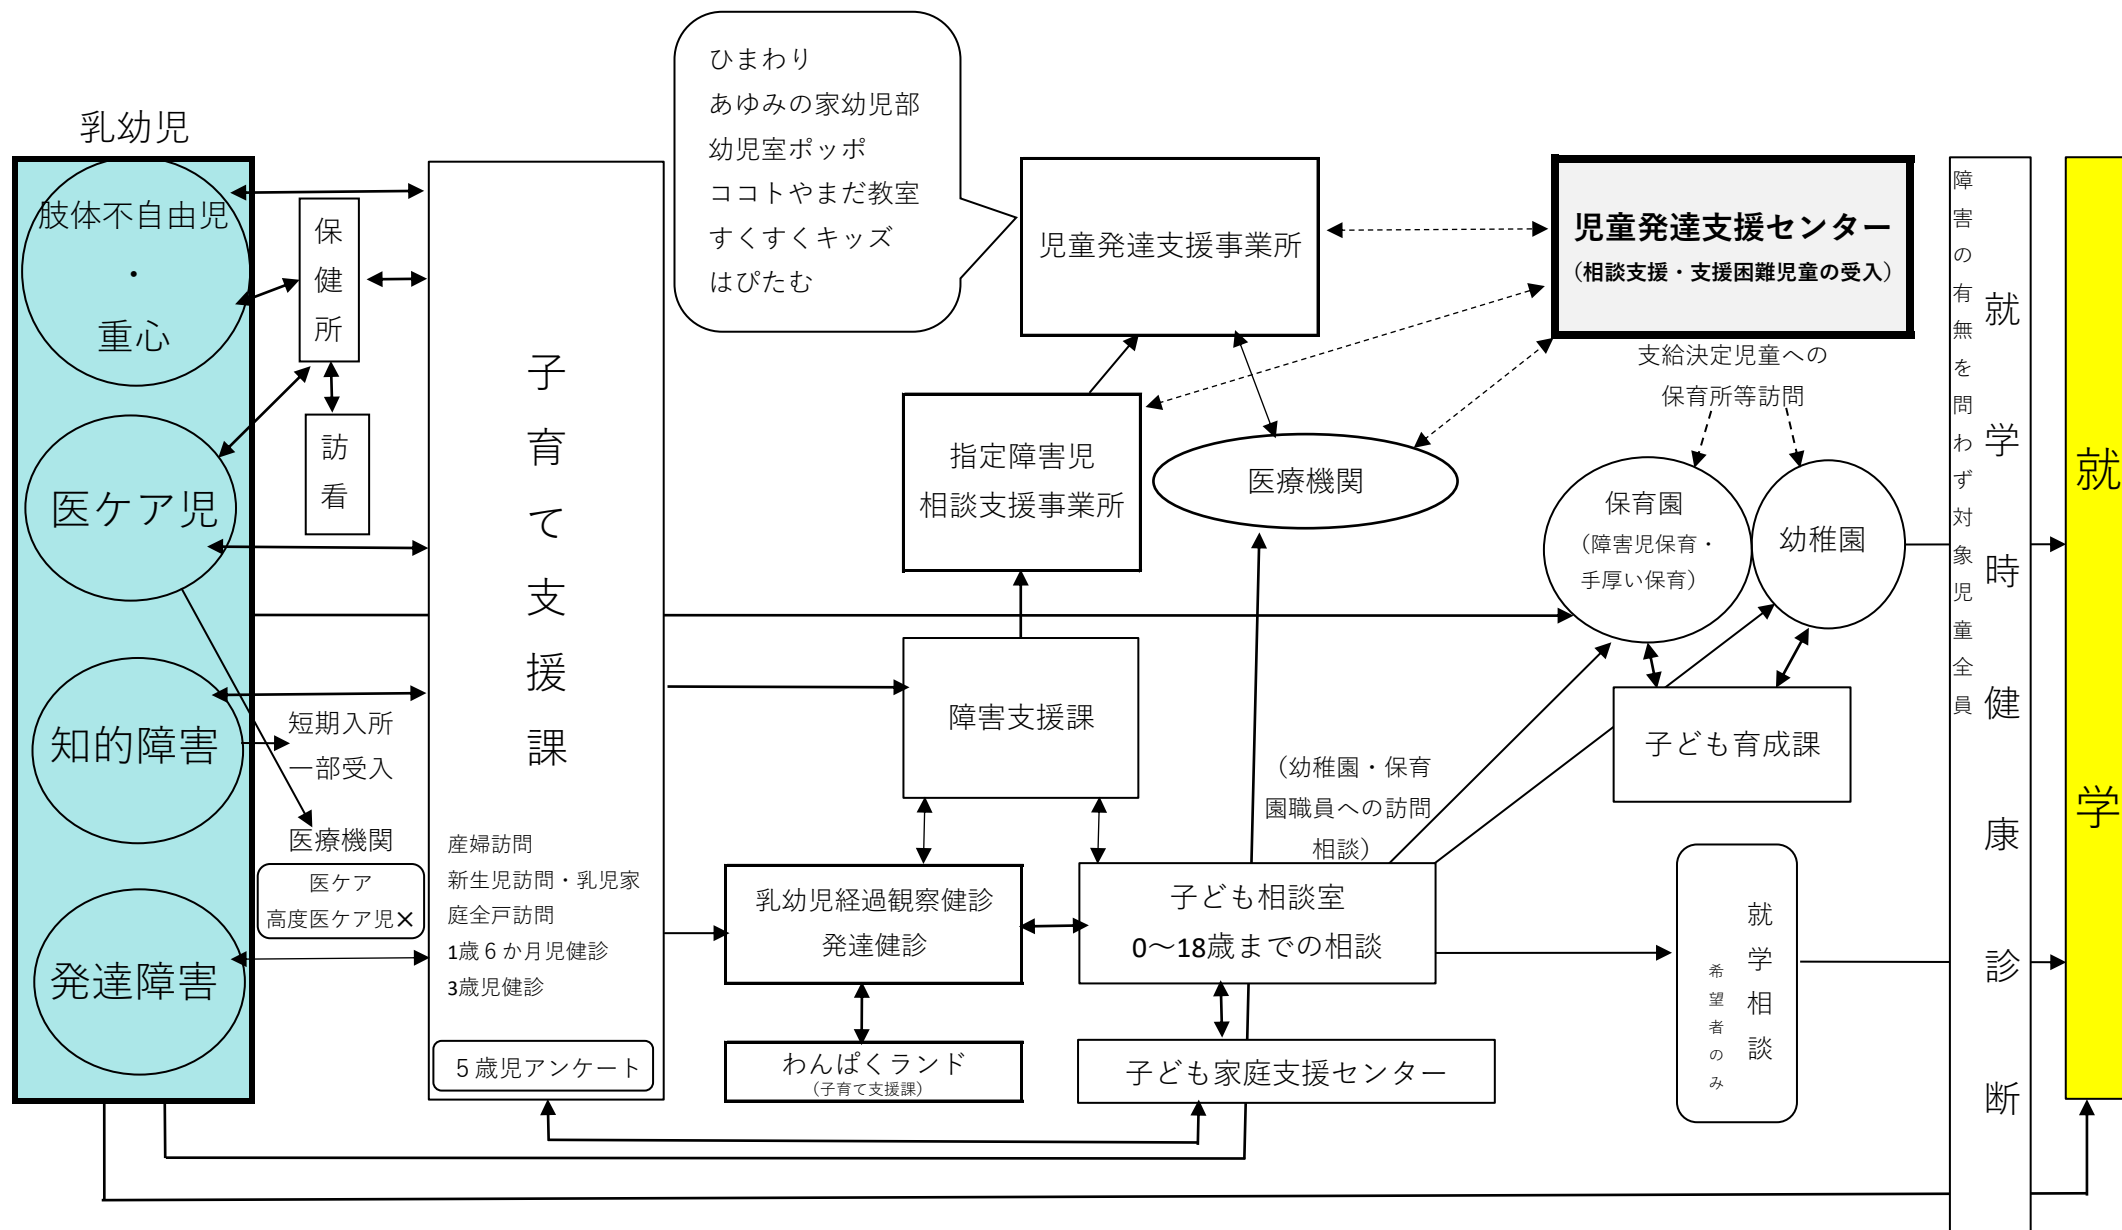 乳幼児
肢体不自由児
・
重心
医ケア児
知的障害
発達障害
保健所
訪看
短期入所
一部受入
医療機関
医ケア
高度医ケア児×
子育て支援課
産婦訪問
新生児訪問・乳児家
庭全戸訪問
1歳６か月児健診
3歳児健診
５歳児アンケート
ひまわり
あゆみの家幼児部
幼児室ポッポ
ココトやまだ教室
すくすくキッズ
はぴたむ
児童発達支援事業所
指定障害児
相談支援事業所
医療機関
障害支援課
乳幼児経過観察健診
発達健診
わんぱくランド
（子育て支援課）
（幼稚園・保育
園職員への訪問
相談）
子ども相談室
0～18歳までの相談
子ども家庭支援センター
児童発達支援センター
（相談支援・支援困難児童の受入）
支給決定児童への
保育所等訪問
保育園
（障害児保育・
手厚い保育）
幼稚園
子ども育成課
就学相談
希望者のみ
就学時健康診断
障害の有無を問わず対象児童全員
就学